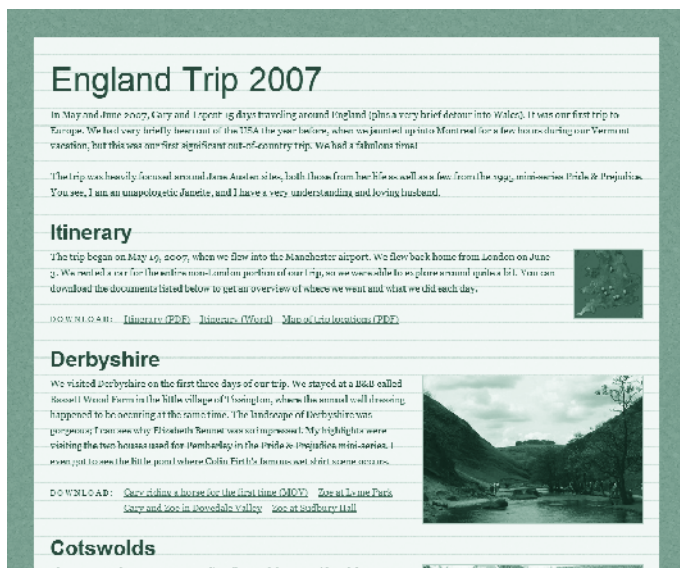 England Trip 2007
In May and June 2007, Gary and I spent 15 days traveling around England (plus a very brief detour into Wales). It was our first trip to
Europe. We had very briefly been out of the USA the year before, when we jaunted up into Montreal for a few hours during our Vermont
vacation, but this was our first significant out-of-country trip. We had a fabulous time!
The trip was heavily focused around Jane Austen sites, both those from her life as well as a few from the 1995 mini-series Pride & Prejudice.
You see, I am an unapologetic Janeite, and I have a very understanding and loving husband.
Itinerary
The trip began on May 19, 2007, when we flew into the Manchester airport. We flew back home from London on June
3. We rented a car for the entire non-London portion of our trip, so we were able to explore around quite a bit. You can
download the documents listed below to get an overview of where we want and what we did each day.
DOWNLOAD: Itinerary (PDF) Itinerary (Word) Map of trip locations (PDF)
Derbyshire
We visited Derbyshire on the first three days of our trip. We stayed at a B&B called
Bassett Wood Farm in the little village of Tissington, where the annual well dressing
happened to be occuring at the same time. The landscape of Derbyshire was
gorgeous; I can see why Elizabeth Bennet was so impressed. My highlights were
visiting the two houses used for Pemberley in the Pride & Prejudice mini-series. I
even got to see the little pond where Colin Firth's famous wet shirt scene occurs.
DOWNLOAD: Gary riding a horse for the first time (MOV) Zoe at Lyme Park
Gary and Zoe in Dovedale Valley Zoe at Sudbury Hall
Cotswolds